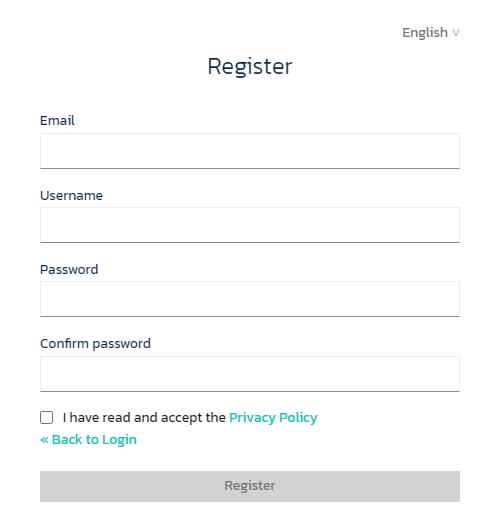 English
Register
Email
Username
Password
Confirm password
I have read and accept the Privacy Policy
« Back to Login
Register